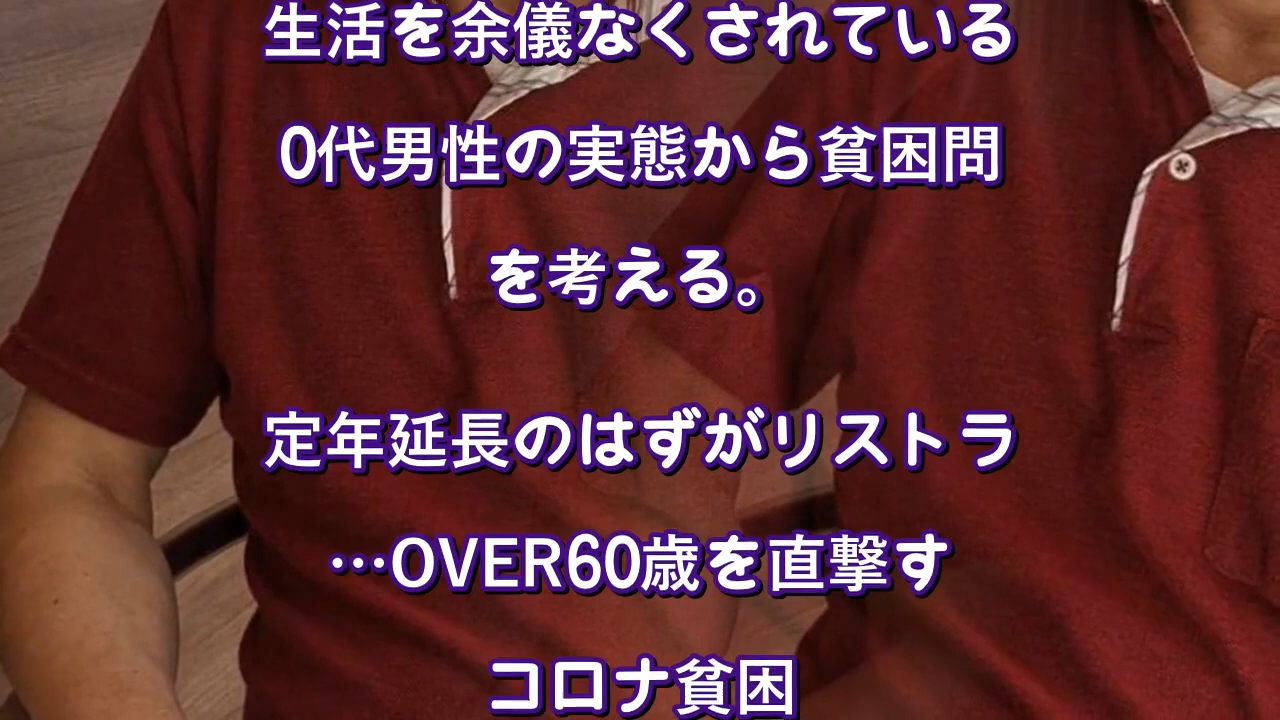 生活を余儀なくされている
0代男性の実態から貧困問
を考える。
定年延長のはずがリストラ
…OVER60歳を直撃す
コロナ貧困